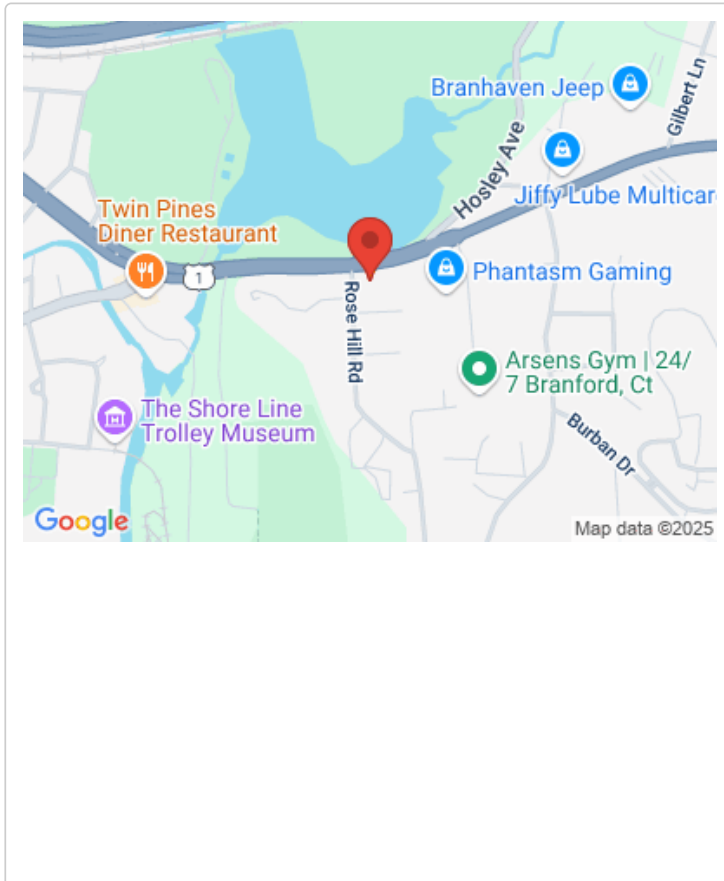 Branhaven Jeep
Gilbert Ln
Hosley Ave
Jiffy Lube Multicar
Twin Pines
Diner Restaurant
1
Phantasm Gaming
Rose Hill Rd
Arsens Gym | 24/
7 Branford, Ct
The Shore Line
Trolley Museum
Burban Dr
Google
Map data ©2025